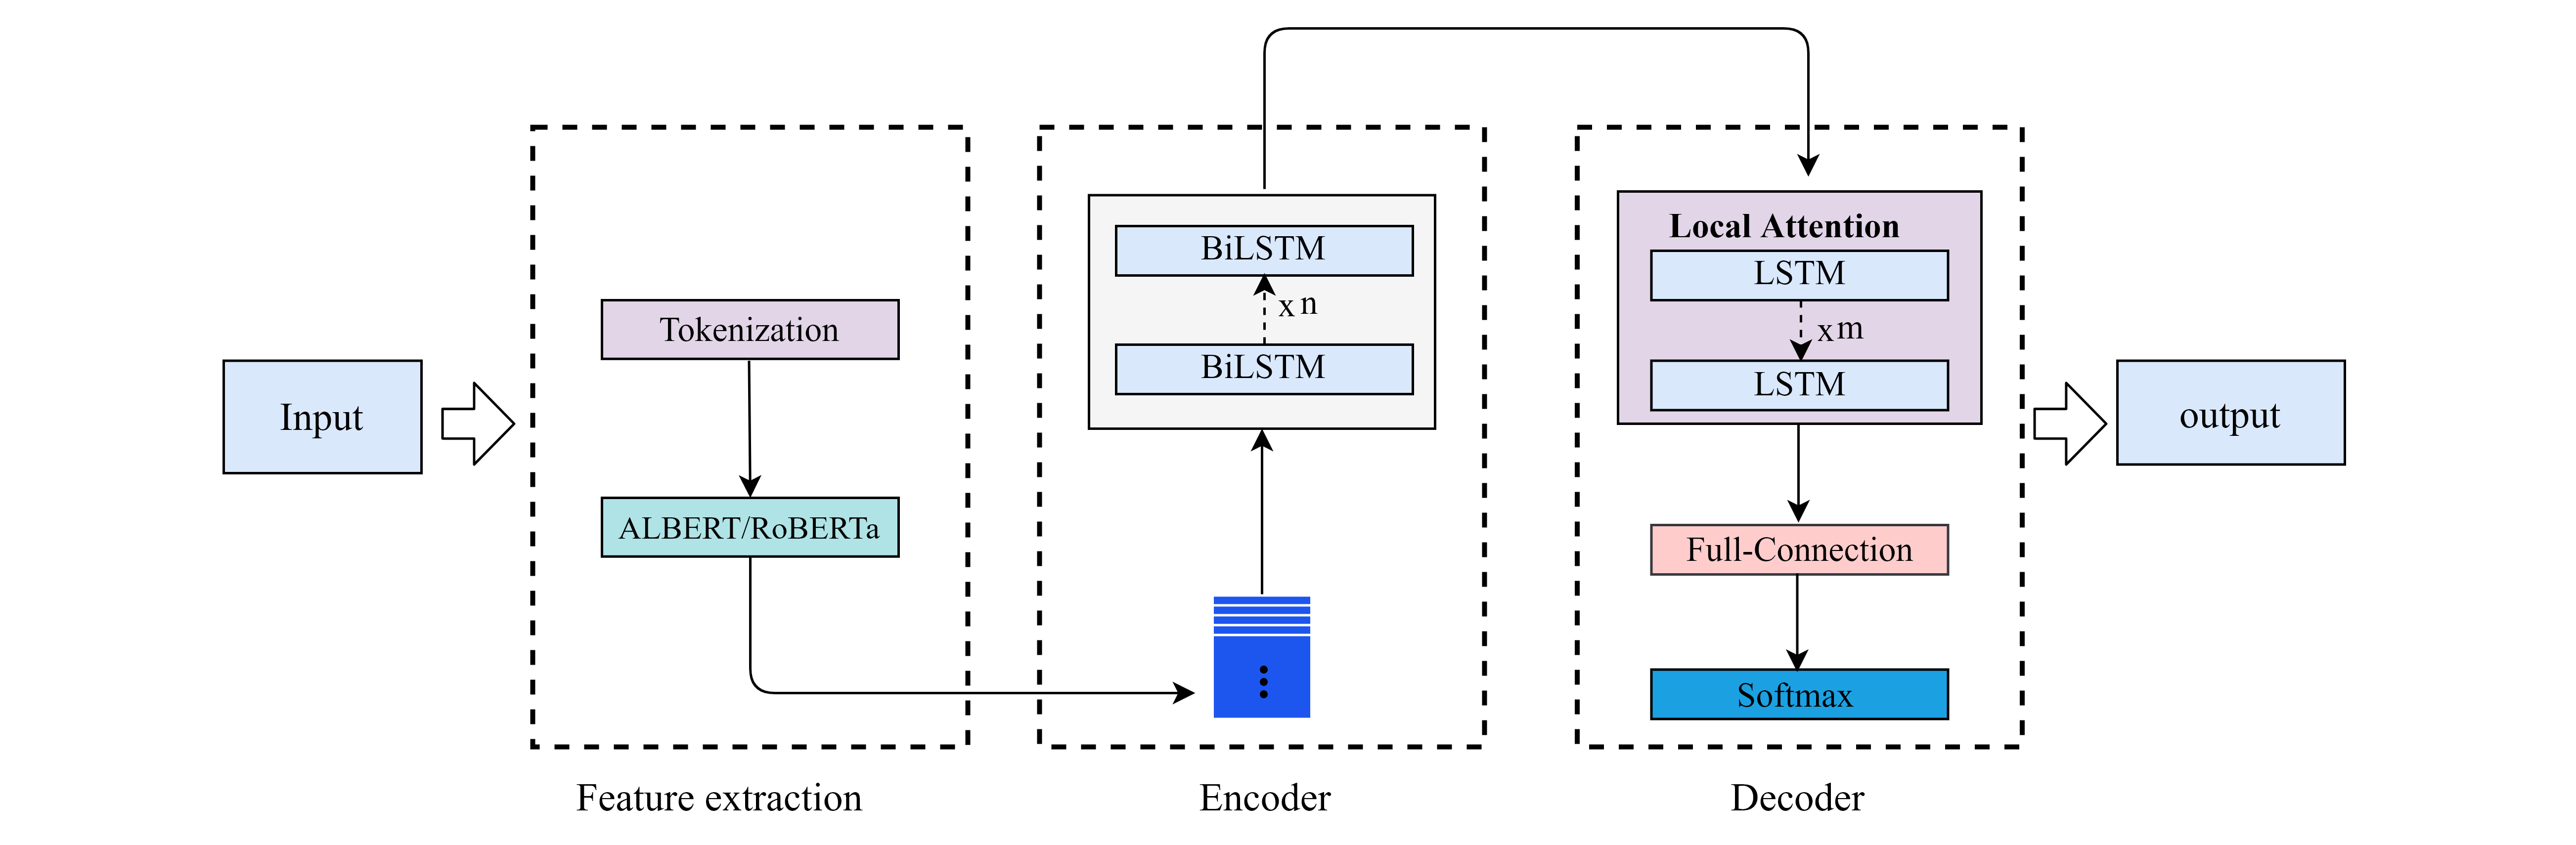 Input
Tokenization
ALBERT/RoBERTa
Feature extraction
BiLSTM
x n
BiLSTM
Encoder
Local Attention
LSTM
x m
LSTM
Full-Connection
Softmax
Decoder
output